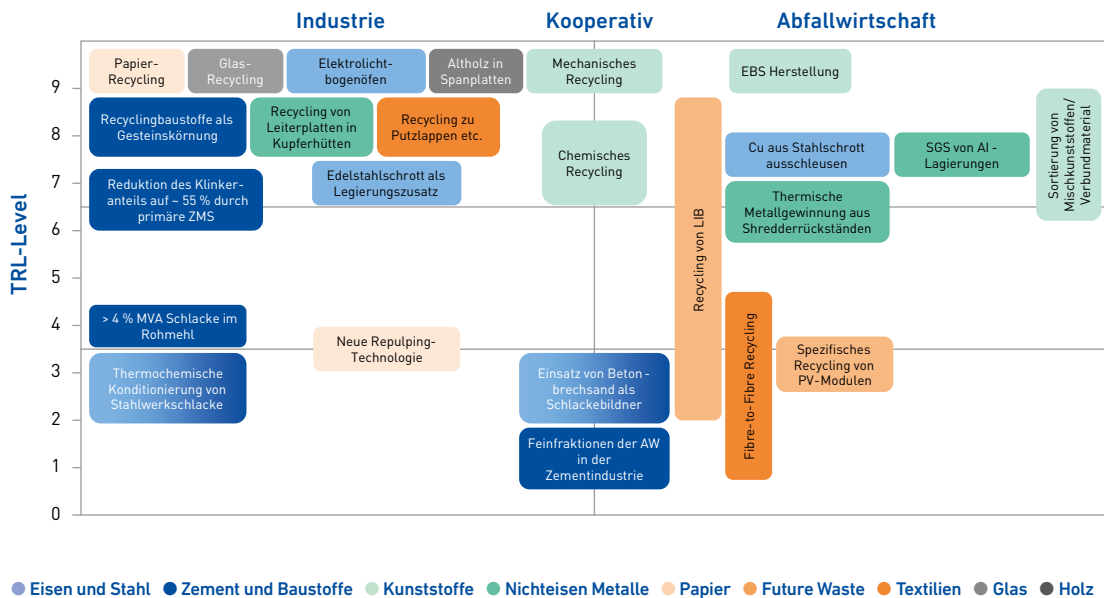 Industrie
Kooperativ
Abfallwirtschaft
TRL-Level
9
8
7
6
5
4
3
2
1
0
Papier-
Recycling
Glas-
Recycling
Elektrolicht-
bogenöfen
Altholz in
Spanplatten
Mechanisches
Recycling
EBS Herstellung
Recyclingbaustoffe als
Gesteinskörnung
Recycling von
Leiterplatten in
Kupferhütten
Recycling zu
Putzlappen etc.
Chemisches
Recycling
Cu aus Stahlschrott
ausschleusen
SGS von Al -
Lagierungen
Sortierung von
Mischkunststoffen/
Verbundmaterial
Reduktion des Klinker-
anteils auf ~ 55 % durch
primäre ZMS
Edelstahlschrott als
Legierungszusatz
Recycling von LIB
Thermische
Metallgewinnung aus
Shredderrückständen
> 4 % MVA Schlacke im
Rohmehl
Neue Repulping-
Technologie
Fibre-to-Fibre Recycling
Spezifisches
Recycling von
PV-Modulen
Thermochemische
Konditionierung von
Stahlwerkschlacke
Einsatz von Beton -
brechsand als
Schlackebildner
Feinfraktionen der AW
in der
Zementindustrie
Eisen und Stahl
Zement und Baustoffe
Kunststoffe
Nichteisen Metalle
Papier
Future Waste
Textilien
Glas
Holz